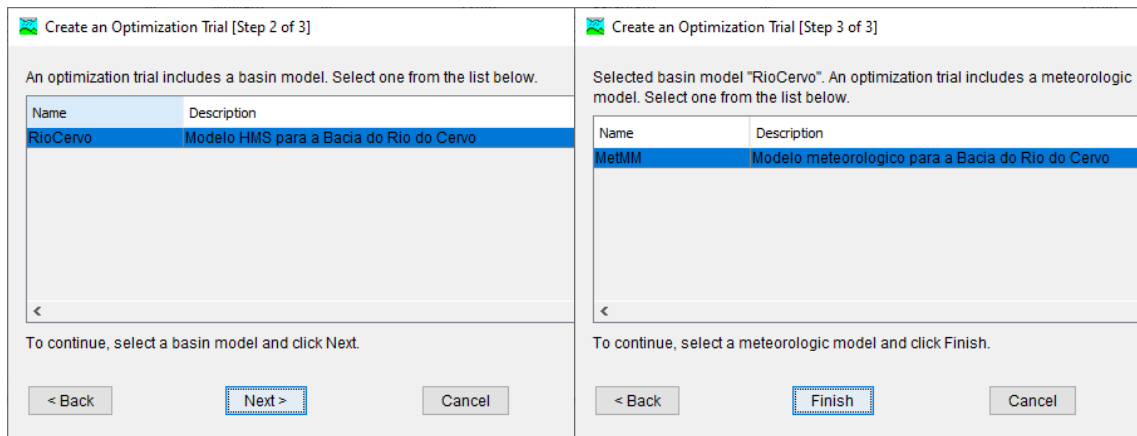 Create an Optimization Trial [Step 2 of 3]
An optimization trial includes a basin model. Select one from the list below.
Name Description
RioCervo Modelo HMS para a Bacia do Rio do Cervo
<
To continue, select a basin model and click Next.
< Back Next > Cancel
Create an Optimization Trial [Step 3 of 3]
Selected basin model "RioCervo". An optimization trial includes a meteorologic
model. Select one from the list below.
Name Description
MetMM Modelo meteorologico para a Bacia do Rio do Cervo
<
To continue, select a meteorologic model and click Finish.
< Back Finish Cancel